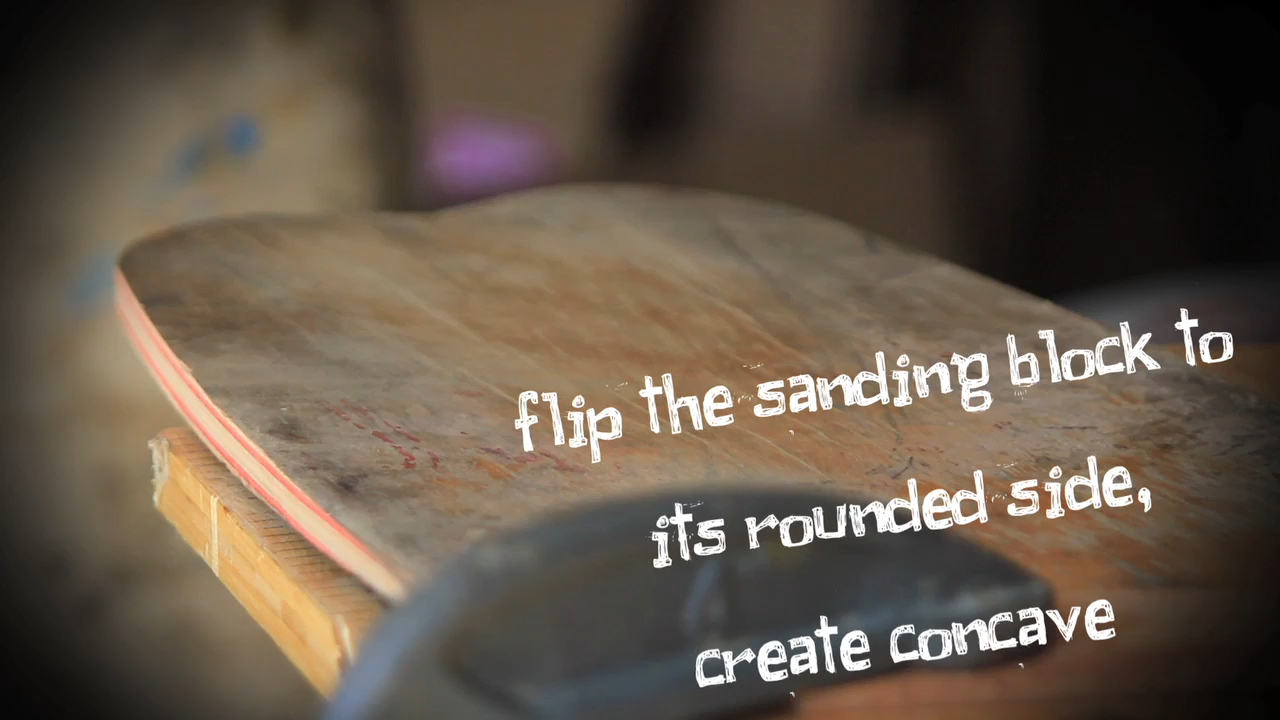 flip the sanding block to
its rounded side,
create concave